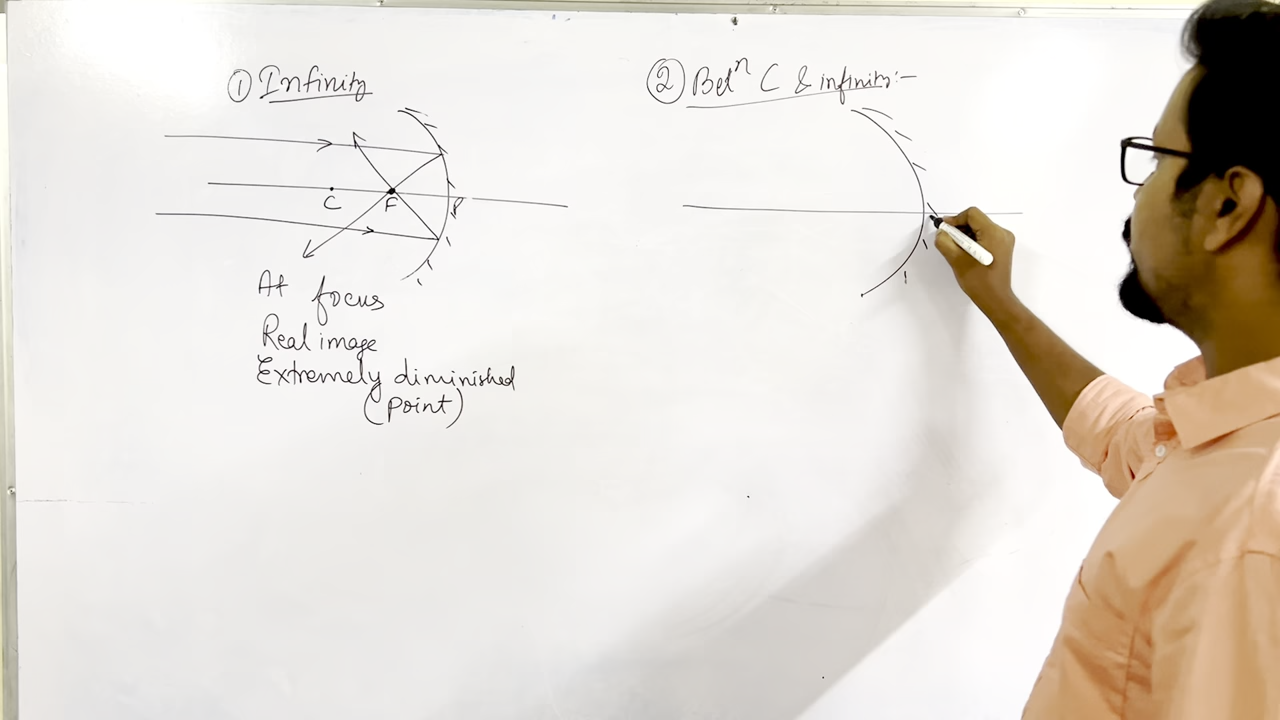 ① Infinity
C F P
At focus
Real image
Extremely diminished
(Point)
② Betⁿ C & infinity:-